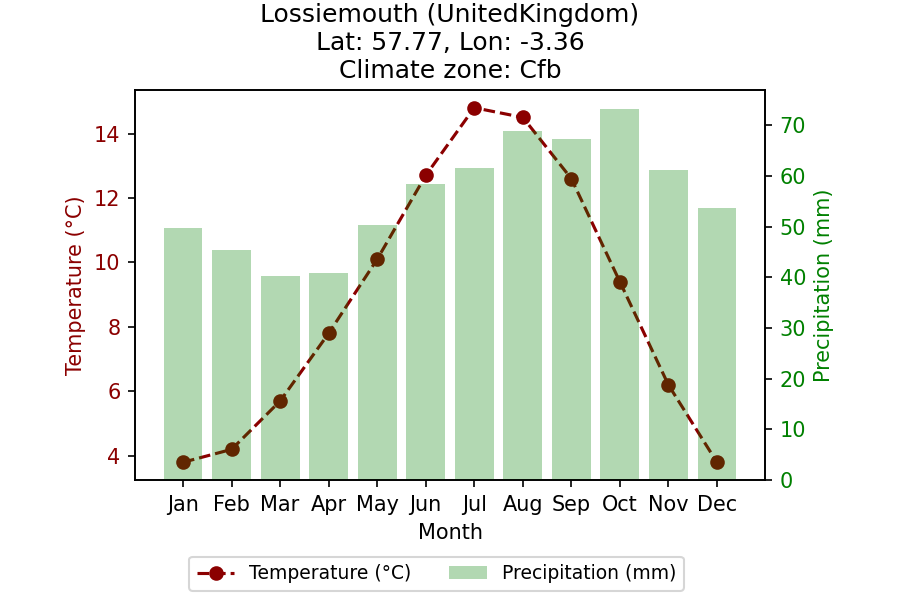 Lossiemouth (UnitedKingdom)
Lat: 57.77, Lon: -3.36
Climate zone: Cfb
Temperature (°C)
14
12
10
8
6
4
70
60
50
40
30
20
10
0
Precipitation (mm)
Jan Feb Mar Apr May Jun Jul Aug Sep Oct Nov Dec
Month
Temperature (°C) Precipitation (mm)